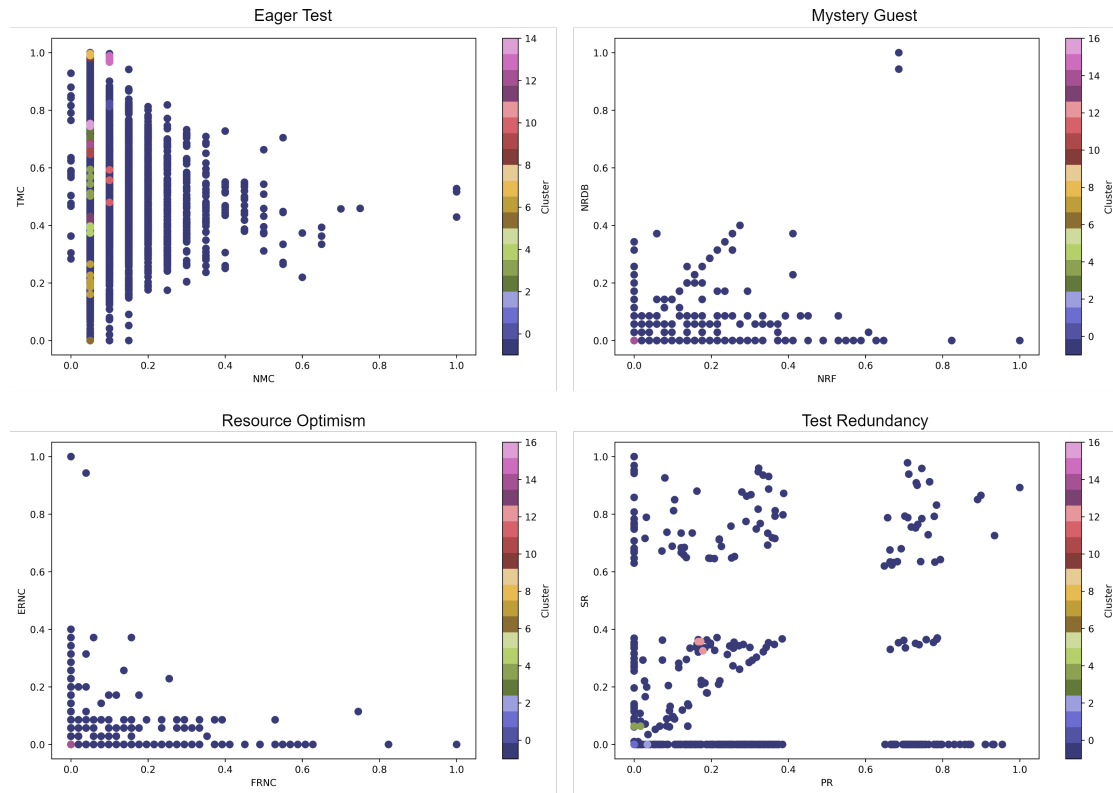 Eager Test
1.0
0.8
0.6
0.4
0.2
0.0
TMC
0.0 0.2 0.4 0.6 0.8 1.0
NMC
14
12
10
8
6
4
2
0
Cluster
Mystery Guest
1.0
0.8
0.6
0.4
0.2
0.0
NRDB
0.0 0.2 0.4 0.6 0.8 1.0
NRF
16
14
12
10
8
6
4
2
0
Cluster
Resource Optimism
1.0
0.8
0.6
0.4
0.2
0.0
ERNC
0.0 0.2 0.4 0.6 0.8 1.0
FRNC
16
14
12
10
8
6
4
2
0
Cluster
Test Redundancy
1.0
0.8
0.6
0.4
0.2
0.0
SR
0.0 0.2 0.4 0.6 0.8 1.0
PR
16
14
12
10
8
6
4
2
0
Cluster